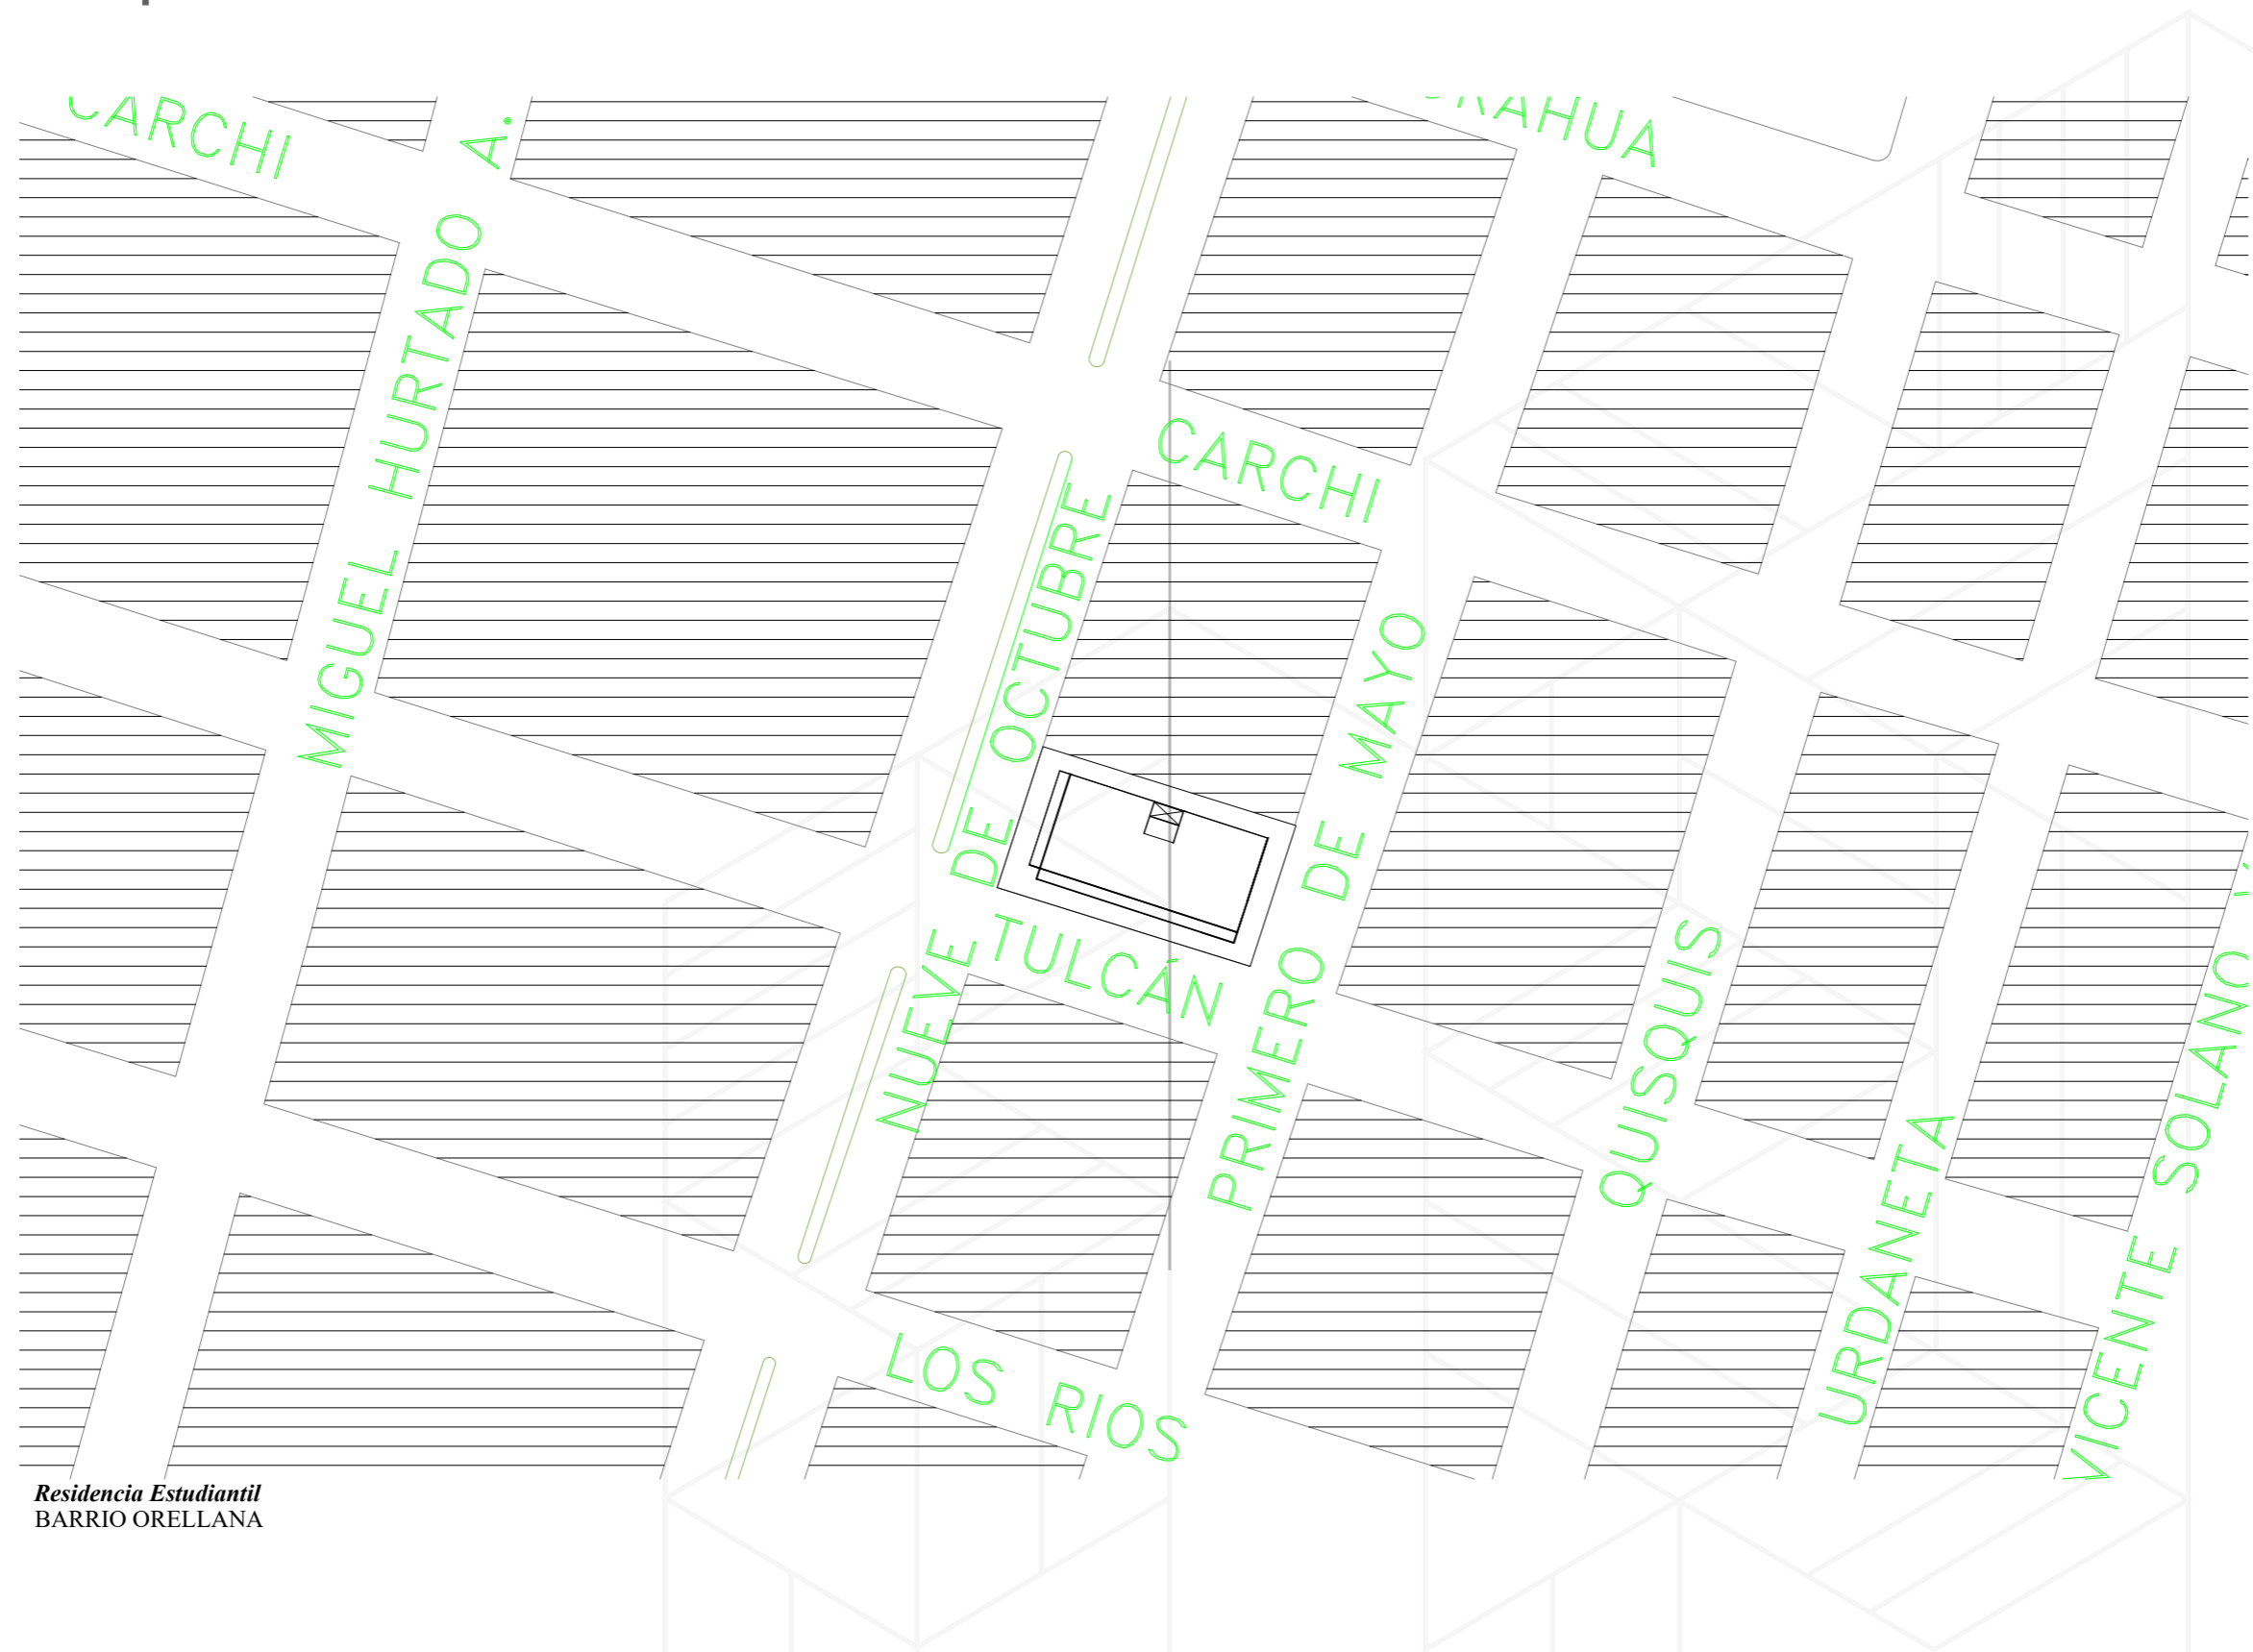 CARCHI
MIGUEL HURTADO A.
CARCHI
NUEVE DE OCTUBRE
PRIMERO DE MAYO
TULCÁN
QUISQUIS
URDANETA
VICENTE SOLANO
LOS RIOS
Residencia Estudiantil
BARRIO ORELLANA